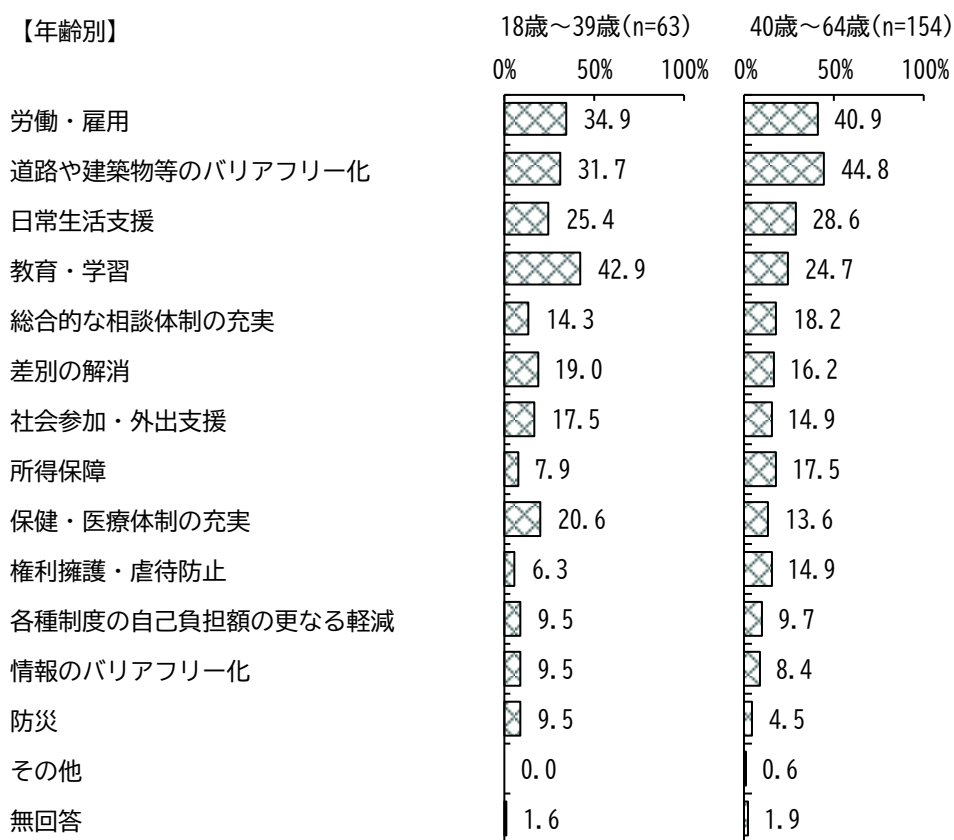 【年齢別】 18歳～39歳(n=63) 40歳～64歳(n=154)
0% 50% 100% 0% 50% 100%
労働・雇用 34.9 40.9
道路や建築物等のバリアフリー化 31.7 44.8
日常生活支援 25.4 28.6
教育・学習 42.9 24.7
総合的な相談体制の充実 14.3 18.2
差別の解消 19.0 16.2
社会参加・外出支援 17.5 14.9
所得保障 7.9 17.5
保健・医療体制の充実 20.6 13.6
権利擁護・虐待防止 6.3 14.9
各種制度の自己負担額の更なる軽減 9.5 9.7
情報のバリアフリー化 9.5 8.4
防災 9.5 4.5
その他 0.0 0.6
無回答 1.6 1.9